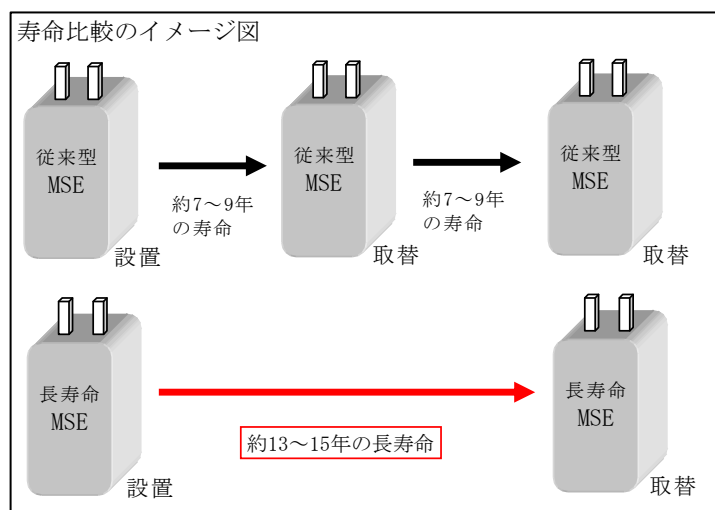 寿命比較のイメージ図
従来型
MSE
設置
約7～9年
の寿命
従来型
MSE
取替
約7～9年
の寿命
従来型
MSE
取替
長寿命
MSE
設置
約13～15年の長寿命
長寿命
MSE
取替